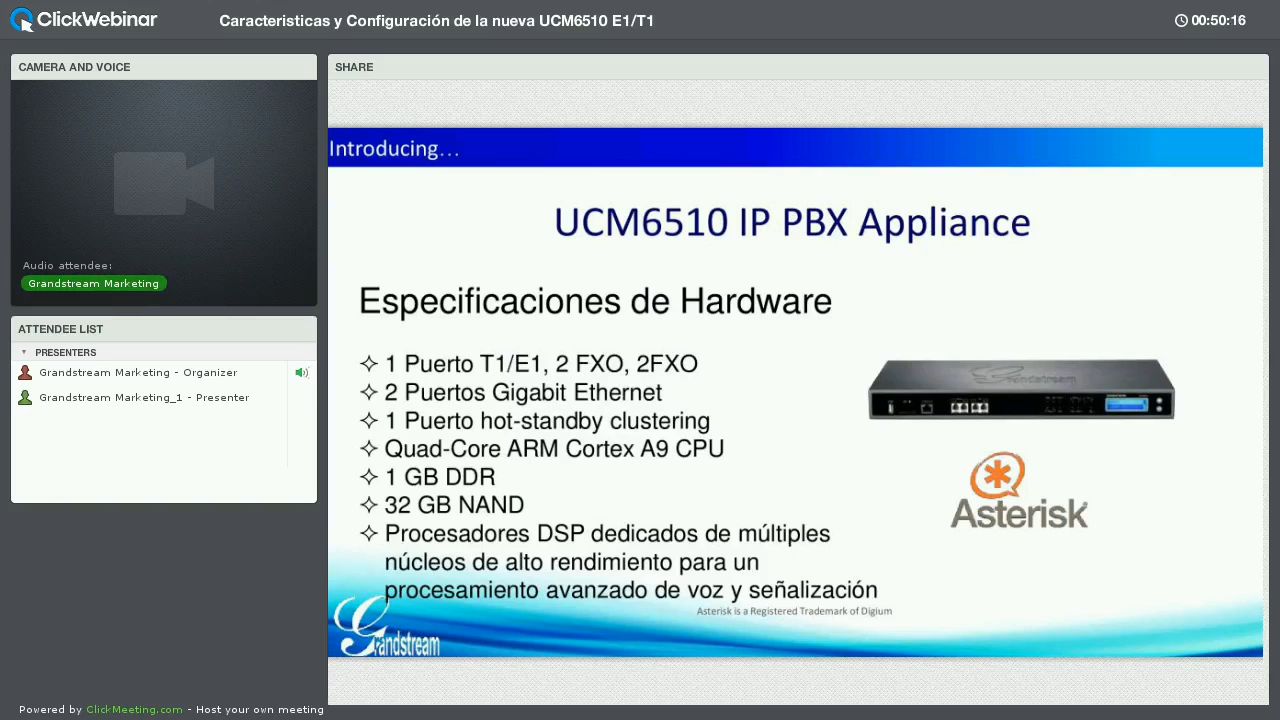 ClickWebinar
Caracteristicas y Configuración de la nueva UCM6510 E1/T1
00:50:16
CAMERA AND VOICE
Audio attendee:
Grandstream Marketing
ATTENDEE LIST
PRESENTERS
Grandstream Marketing - Organizer
Grandstream Marketing_1 - Presenter
SHARE
Introducing...
UCM6510 IP PBX Appliance
Especificaciones de Hardware
1 Puerto T1/E1, 2 FXO, 2FXO
2 Puertos Gigabit Ethernet
1 Puerto hot-standby clustering
Quad-Core ARM Cortex A9 CPU
1 GB DDR
32 GB NAND
Procesadores DSP dedicados de múltiples
núcleos de alto rendimiento para un
procesamiento avanzado de voz y señalización
Grandstream
Asterisk
Asterisk is a Registered Trademark of Digium
Grandstream
Powered by ClickMeeting.com - Host your own meeting